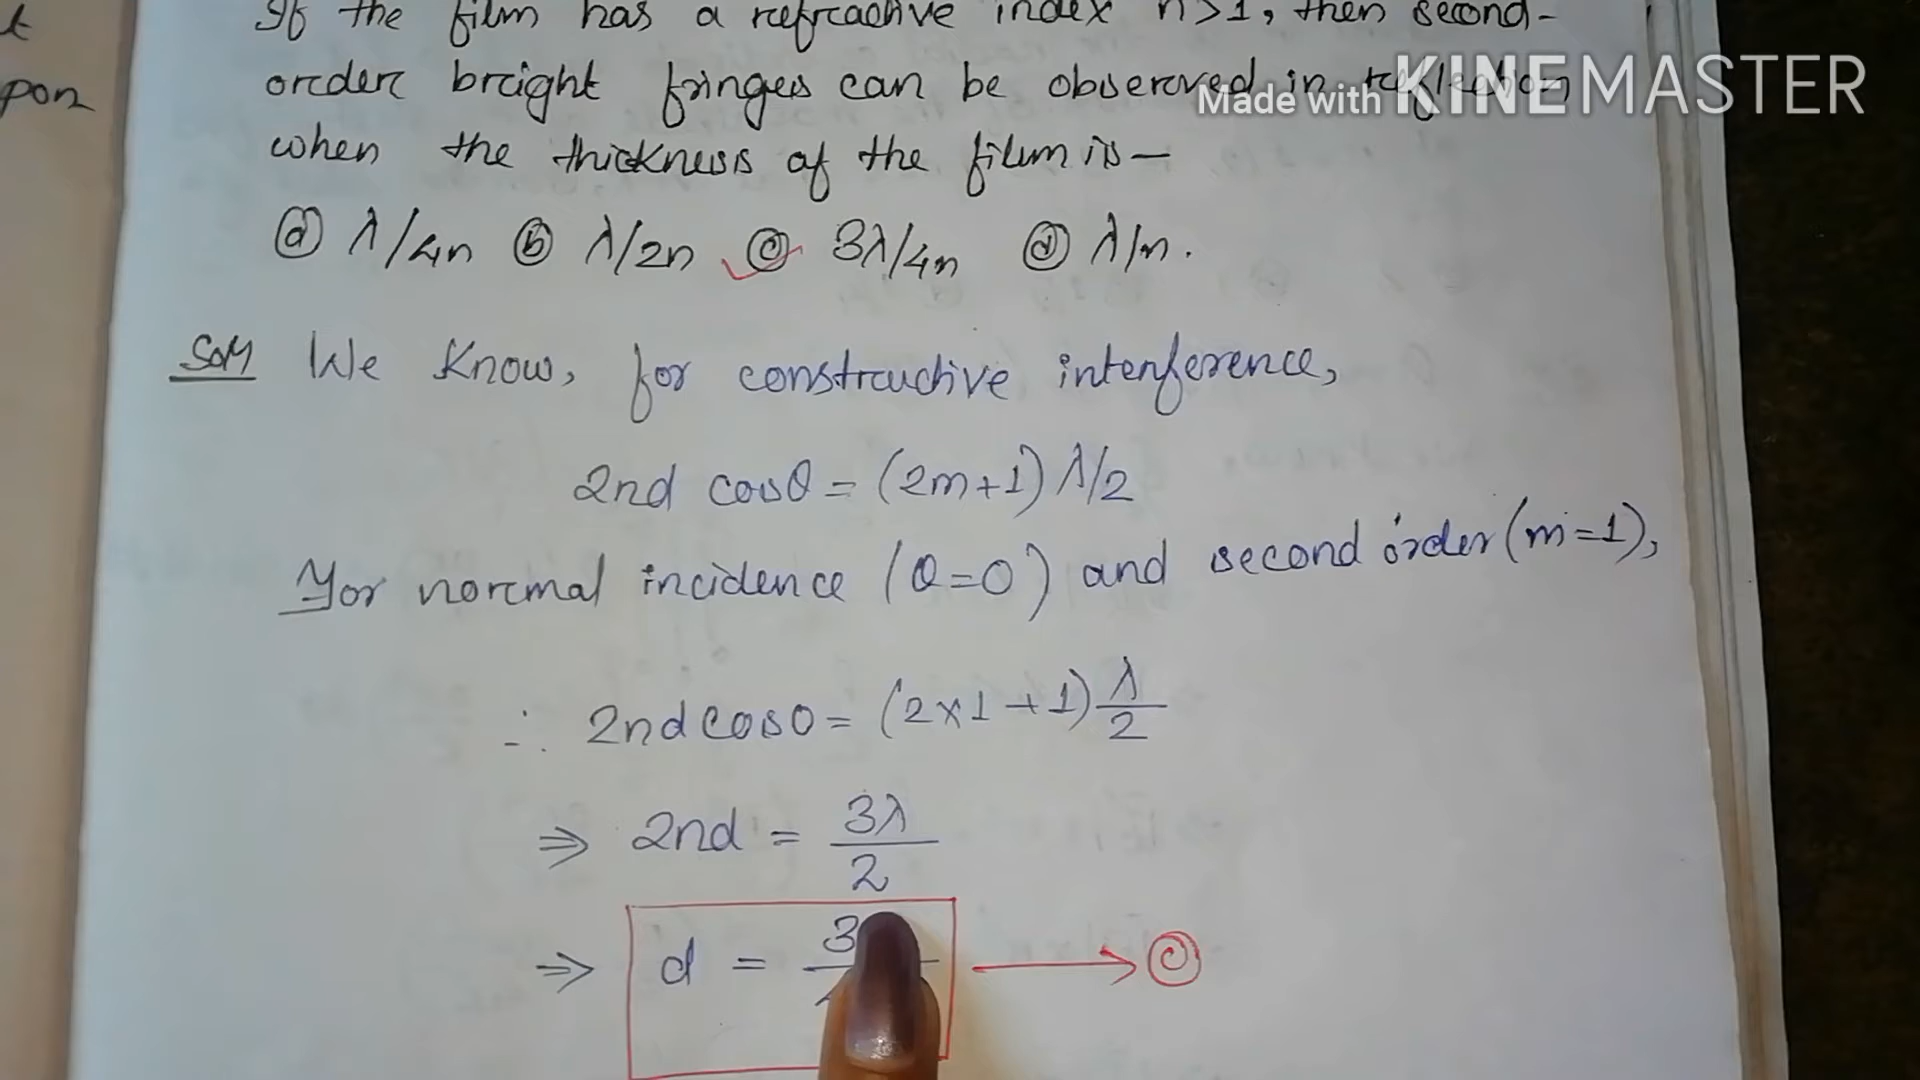 t
pon
If the film has a refractive index n>1, then second-
order bright fringes can be observed in reflection
Made with KINEMASTER
when the thickness of the film is—
ⓐ λ/4n ⓑ λ/2n ⓒ 3λ/4n ⓓ λ/n.
Solⁿ We know, for constructive interference,
2nd cosθ = (2m+1) λ/2
For normal incidence (θ=0°) and second order (m=1),
∴ 2nd cos0 = (2×1+1) λ/2
⇒ 2nd = 3λ/2
⇒ d = 3 → ⓒ